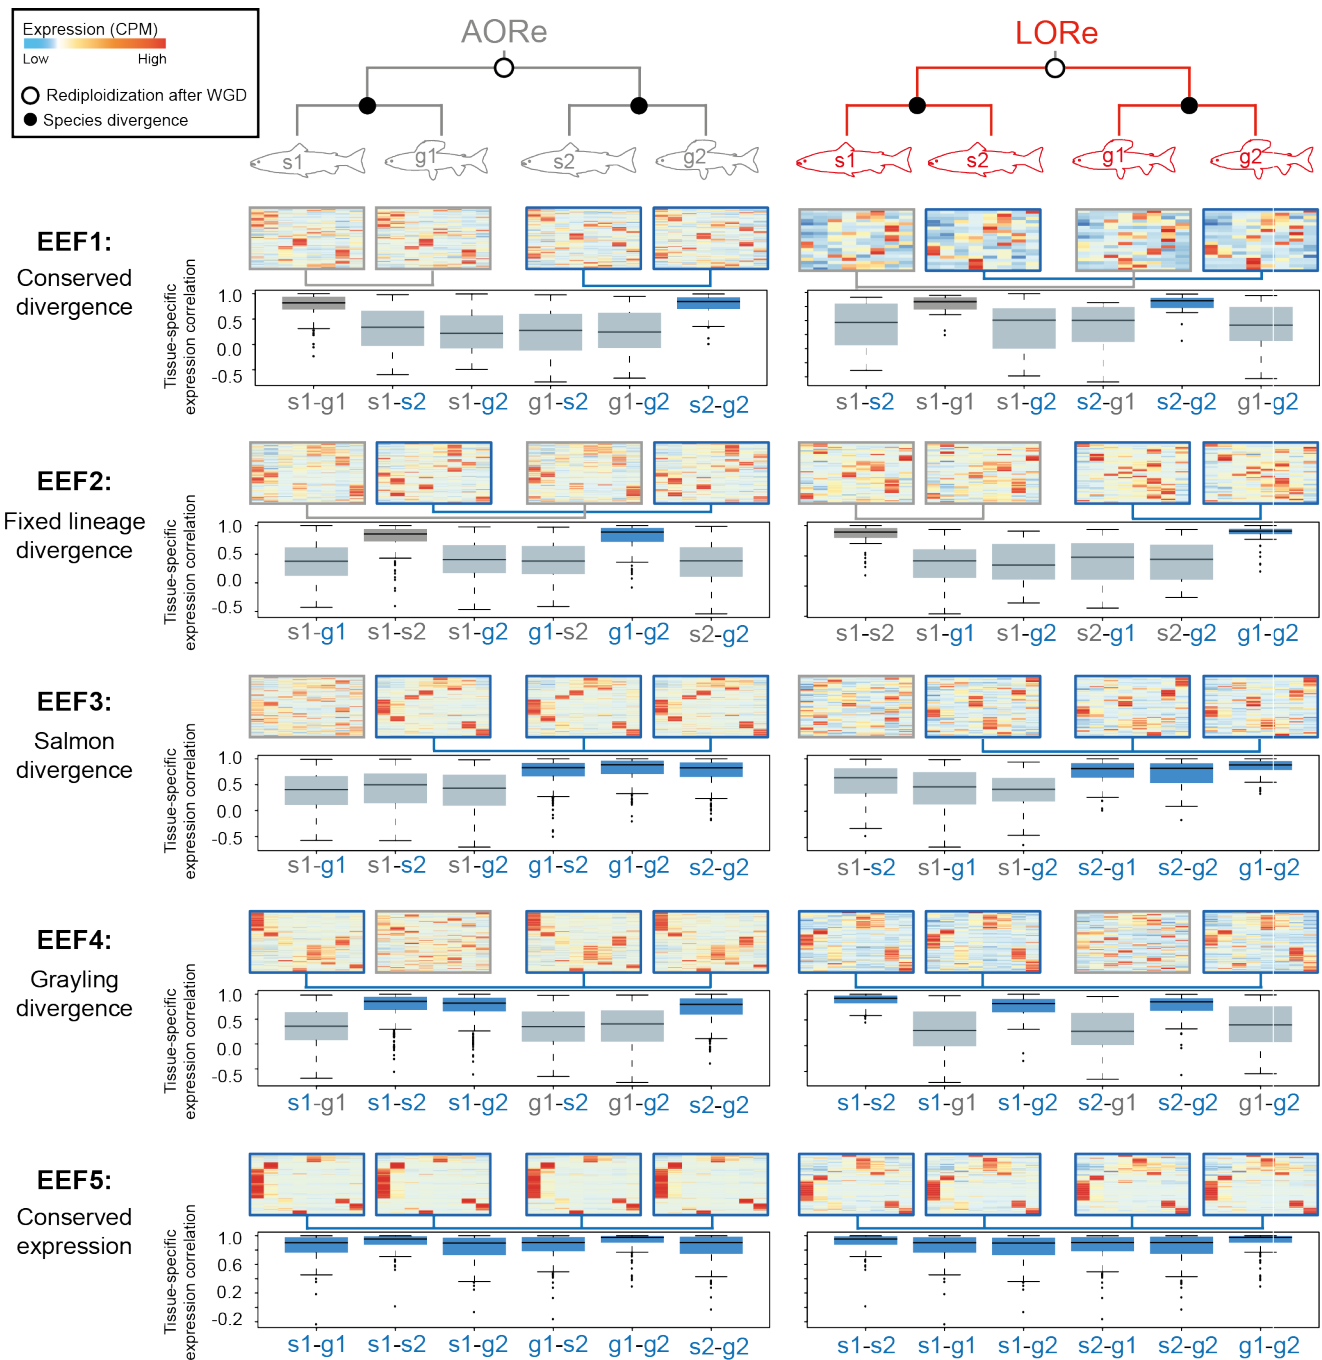 Expression (CPM)
Low High
Rediploidization after WGD
Species divergence
AORe
LORe
s1 g1 s2 g2
s1 s2 g1 g2
EEF1:
Conserved
divergence
Tissue-specific
expression correlation
1.0
0.5
0.0
-0.5
s1-g1 s1-s2 s1-g2 g1-s2 g1-g2 s2-g2
s1-s2 s1-g1 s1-g2 s2-g1 s2-g2 g1-g2
EEF2:
Fixed lineage
divergence
Tissue-specific
expression correlation
1.0
0.5
0.0
-0.5
s1-g1 s1-s2 s1-g2 g1-s2 g1-g2 s2-g2
s1-s2 s1-g1 s1-g2 s2-g1 s2-g2 g1-g2
EEF3:
Salmon
divergence
Tissue-specific
expression correlation
1.0
0.5
0.0
-0.5
s1-g1 s1-s2 s1-g2 g1-s2 g1-g2 s2-g2
s1-s2 s1-g1 s1-g2 s2-g1 s2-g2 g1-g2
EEF4:
Grayling
divergence
Tissue-specific
expression correlation
1.0
0.5
0.0
-0.5
s1-g1 s1-s2 s1-g2 g1-s2 g1-g2 s2-g2
s1-s2 s1-g1 s1-g2 s2-g1 s2-g2 g1-g2
EEF5:
Conserved
expression
Tissue-specific
expression correlation
1.0
0.6
0.2
-0.2
s1-g1 s1-s2 s1-g2 g1-s2 g1-g2 s2-g2
s1-s2 s1-g1 s1-g2 s2-g1 s2-g2 g1-g2